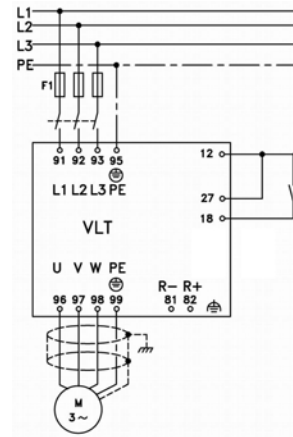 L1
L2
L3
PE
F1
91 92 93 95 12
L1 L2 L3 PE
27
18
VLT
U V W PE
R- R+
96 97 98 99 81 82
M
3~